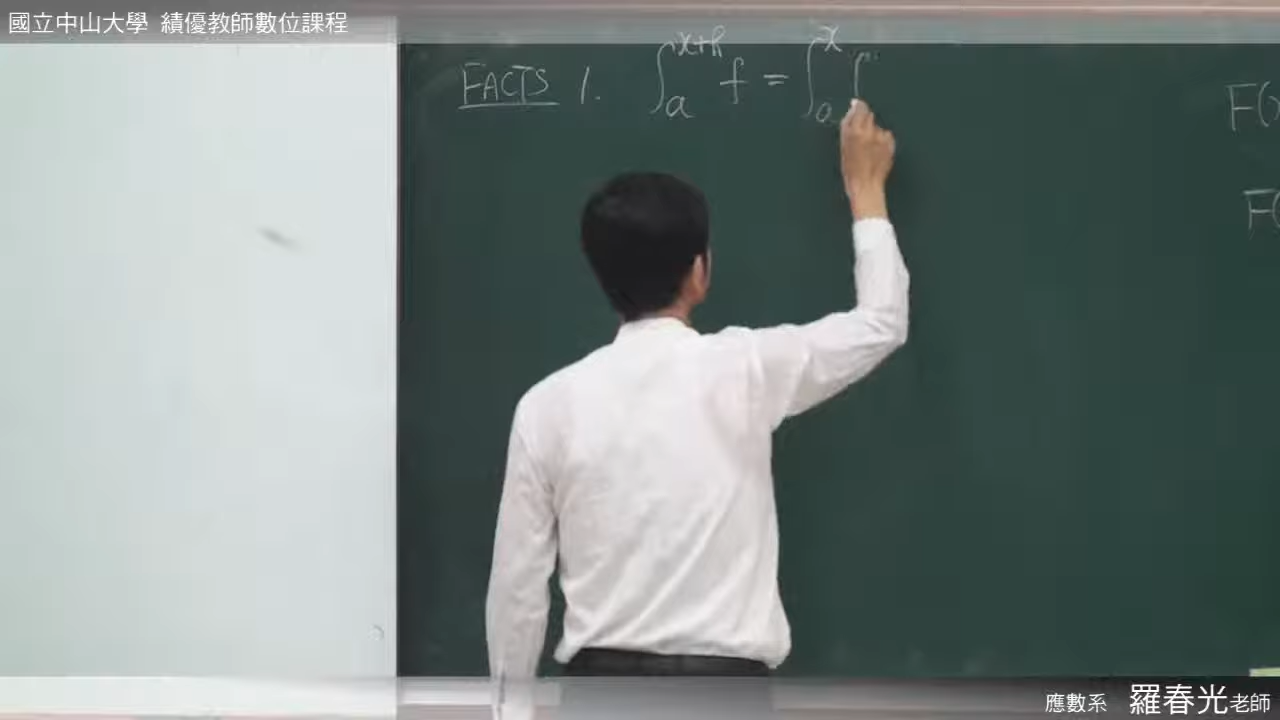 國立中山大學 績優教師數位課程
FACTS 1. ∫_a^{x+h} f = ∫_a^x f
F(x
F(
應數系 羅春光老師